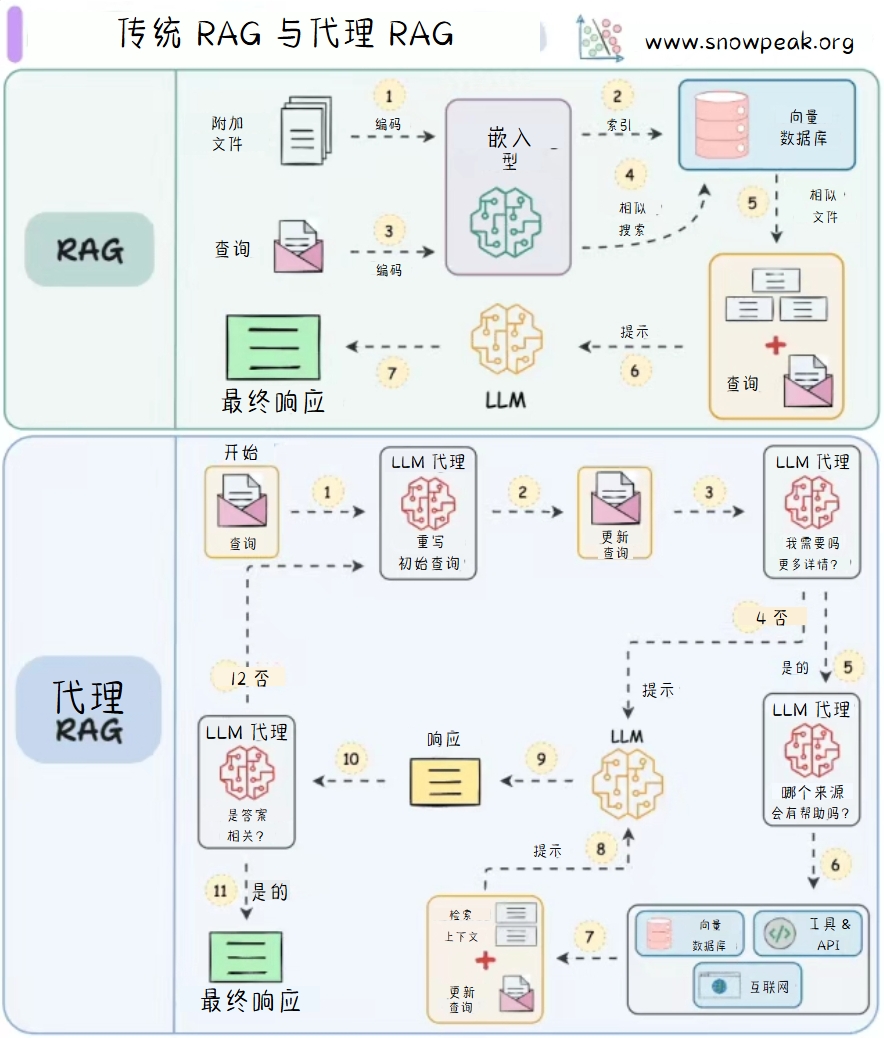 传统 RAG 与代理 RAG
www.snowpeak.org
RAG
附加
文件
1
编码
嵌入
型
2
索引
向量
数据库
查询
3
编码
4
相似
搜索
5
相似
文件
查询
提示
6
LLM
7
最终响应
代理
RAG
开始
查询
1
LLM 代理
重写
初始查询
2
更新
查询
3
LLM 代理
我需要吗
更多详情?
4 否
提示
是的
5
LLM 代理
哪个来源
会有帮助吗?
6
向量
数据库
工具 &
API
互联网
7
检索
上下文
更新
查询
提示
8
LLM
9
响应
10
LLM 代理
是答案
相关?
12 否
11
是的
最终响应